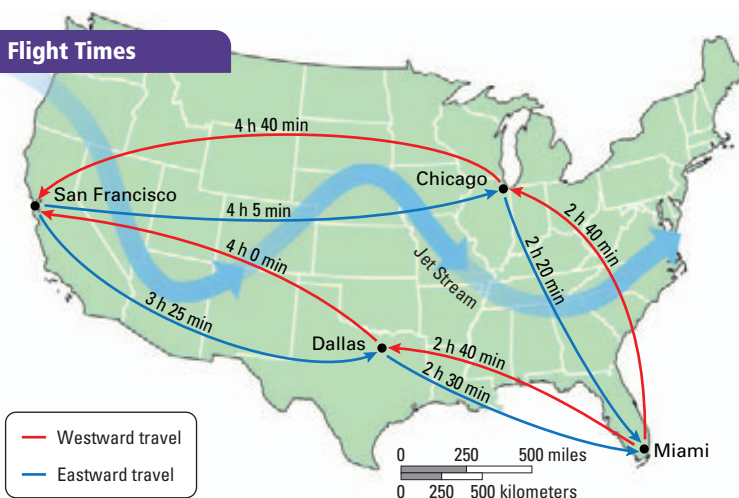 Flight Times
4 h 40 min
Chicago
San Francisco
4 h 5 min
2 h 40 min
4 h 0 min
Jet Stream
2 h 20 min
3 h 25 min
Dallas
2 h 40 min
2 h 30 min
Westward travel
Eastward travel
Miami
0 250 500 miles
0 250 500 kilometers